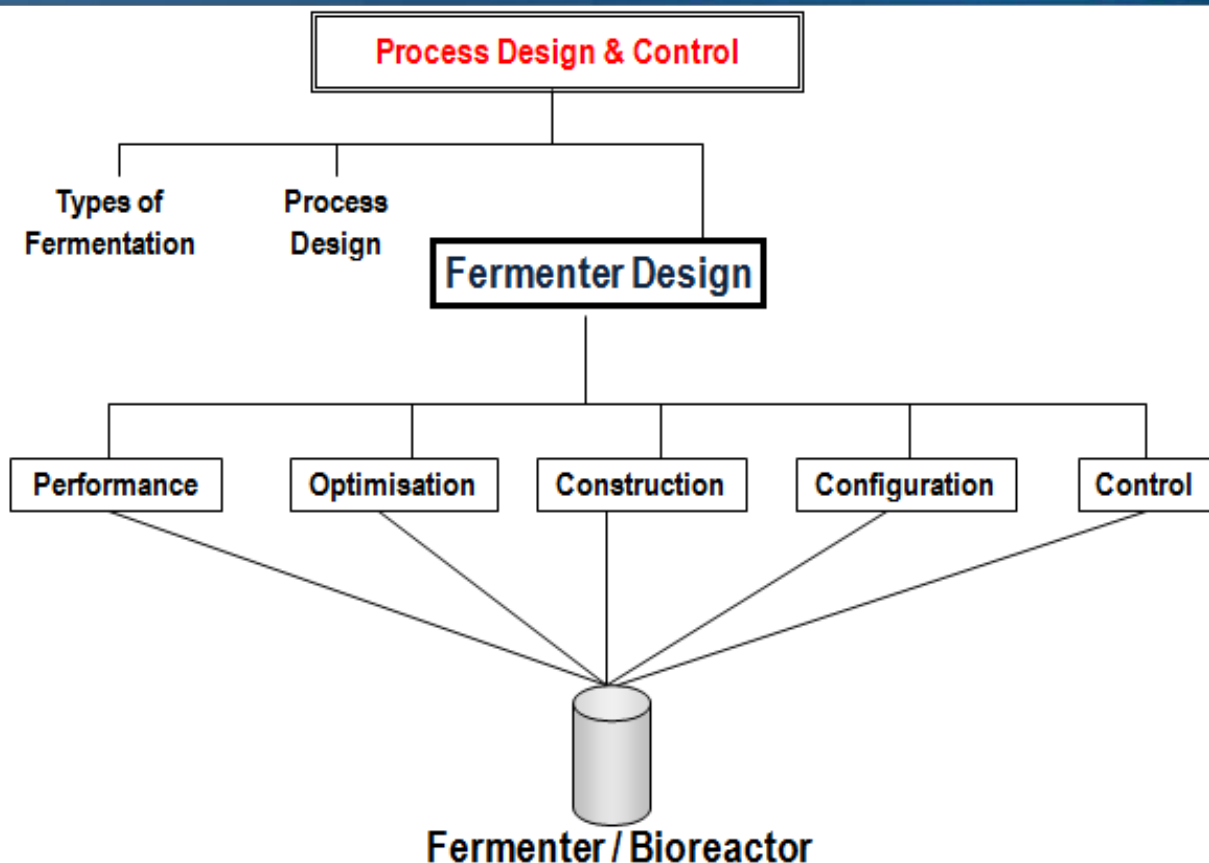 Process Design & Control
Types of
Fermentation
Process
Design
Fermenter Design
Performance
Optimisation
Construction
Configuration
Control
Fermenter / Bioreactor